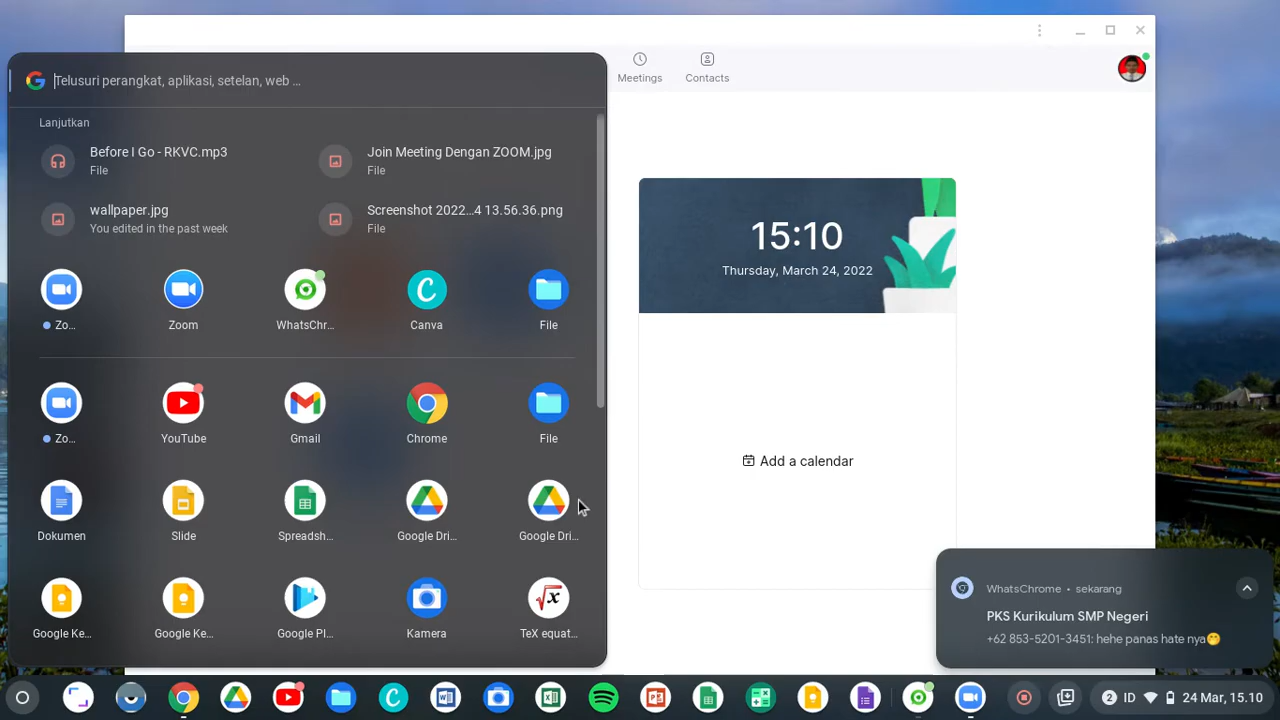 Meetings
Contacts
Telusuri perangkat, aplikasi, setelan, web ...
Lanjutkan
Before I Go - RKVC.mp3
File
Join Meeting Dengan ZOOM.jpg
File
wallpaper.jpg
You edited in the past week
Screenshot 2022...4 13.56.36.png
File
Zo...
Zoom
WhatsChr...
Canva
File
Zo...
YouTube
Gmail
Chrome
File
Dokumen
Slide
Spreadsh...
Google Dri...
Google Dri...
Google Ke...
Google Ke...
Google Pl...
Kamera
TeX equat...
15:10
Thursday, March 24, 2022
Add a calendar
WhatsChrome • sekarang
PKS Kurikulum SMP Negeri
+62 853-5201-3451: hehe panas hate nya🤭
2 ID 24 Mar, 15.10